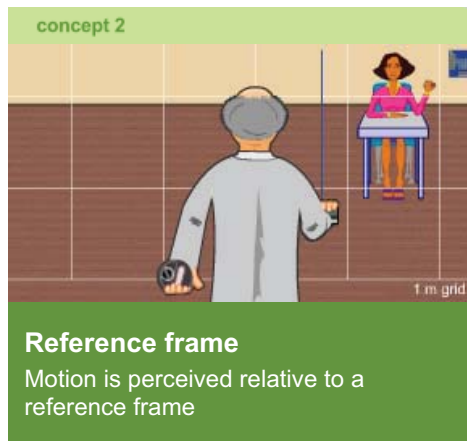 concept 2
1 m grid
Reference frame
Motion is perceived relative to a
reference frame